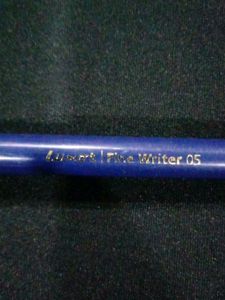 Luxor | Fine Writer 05